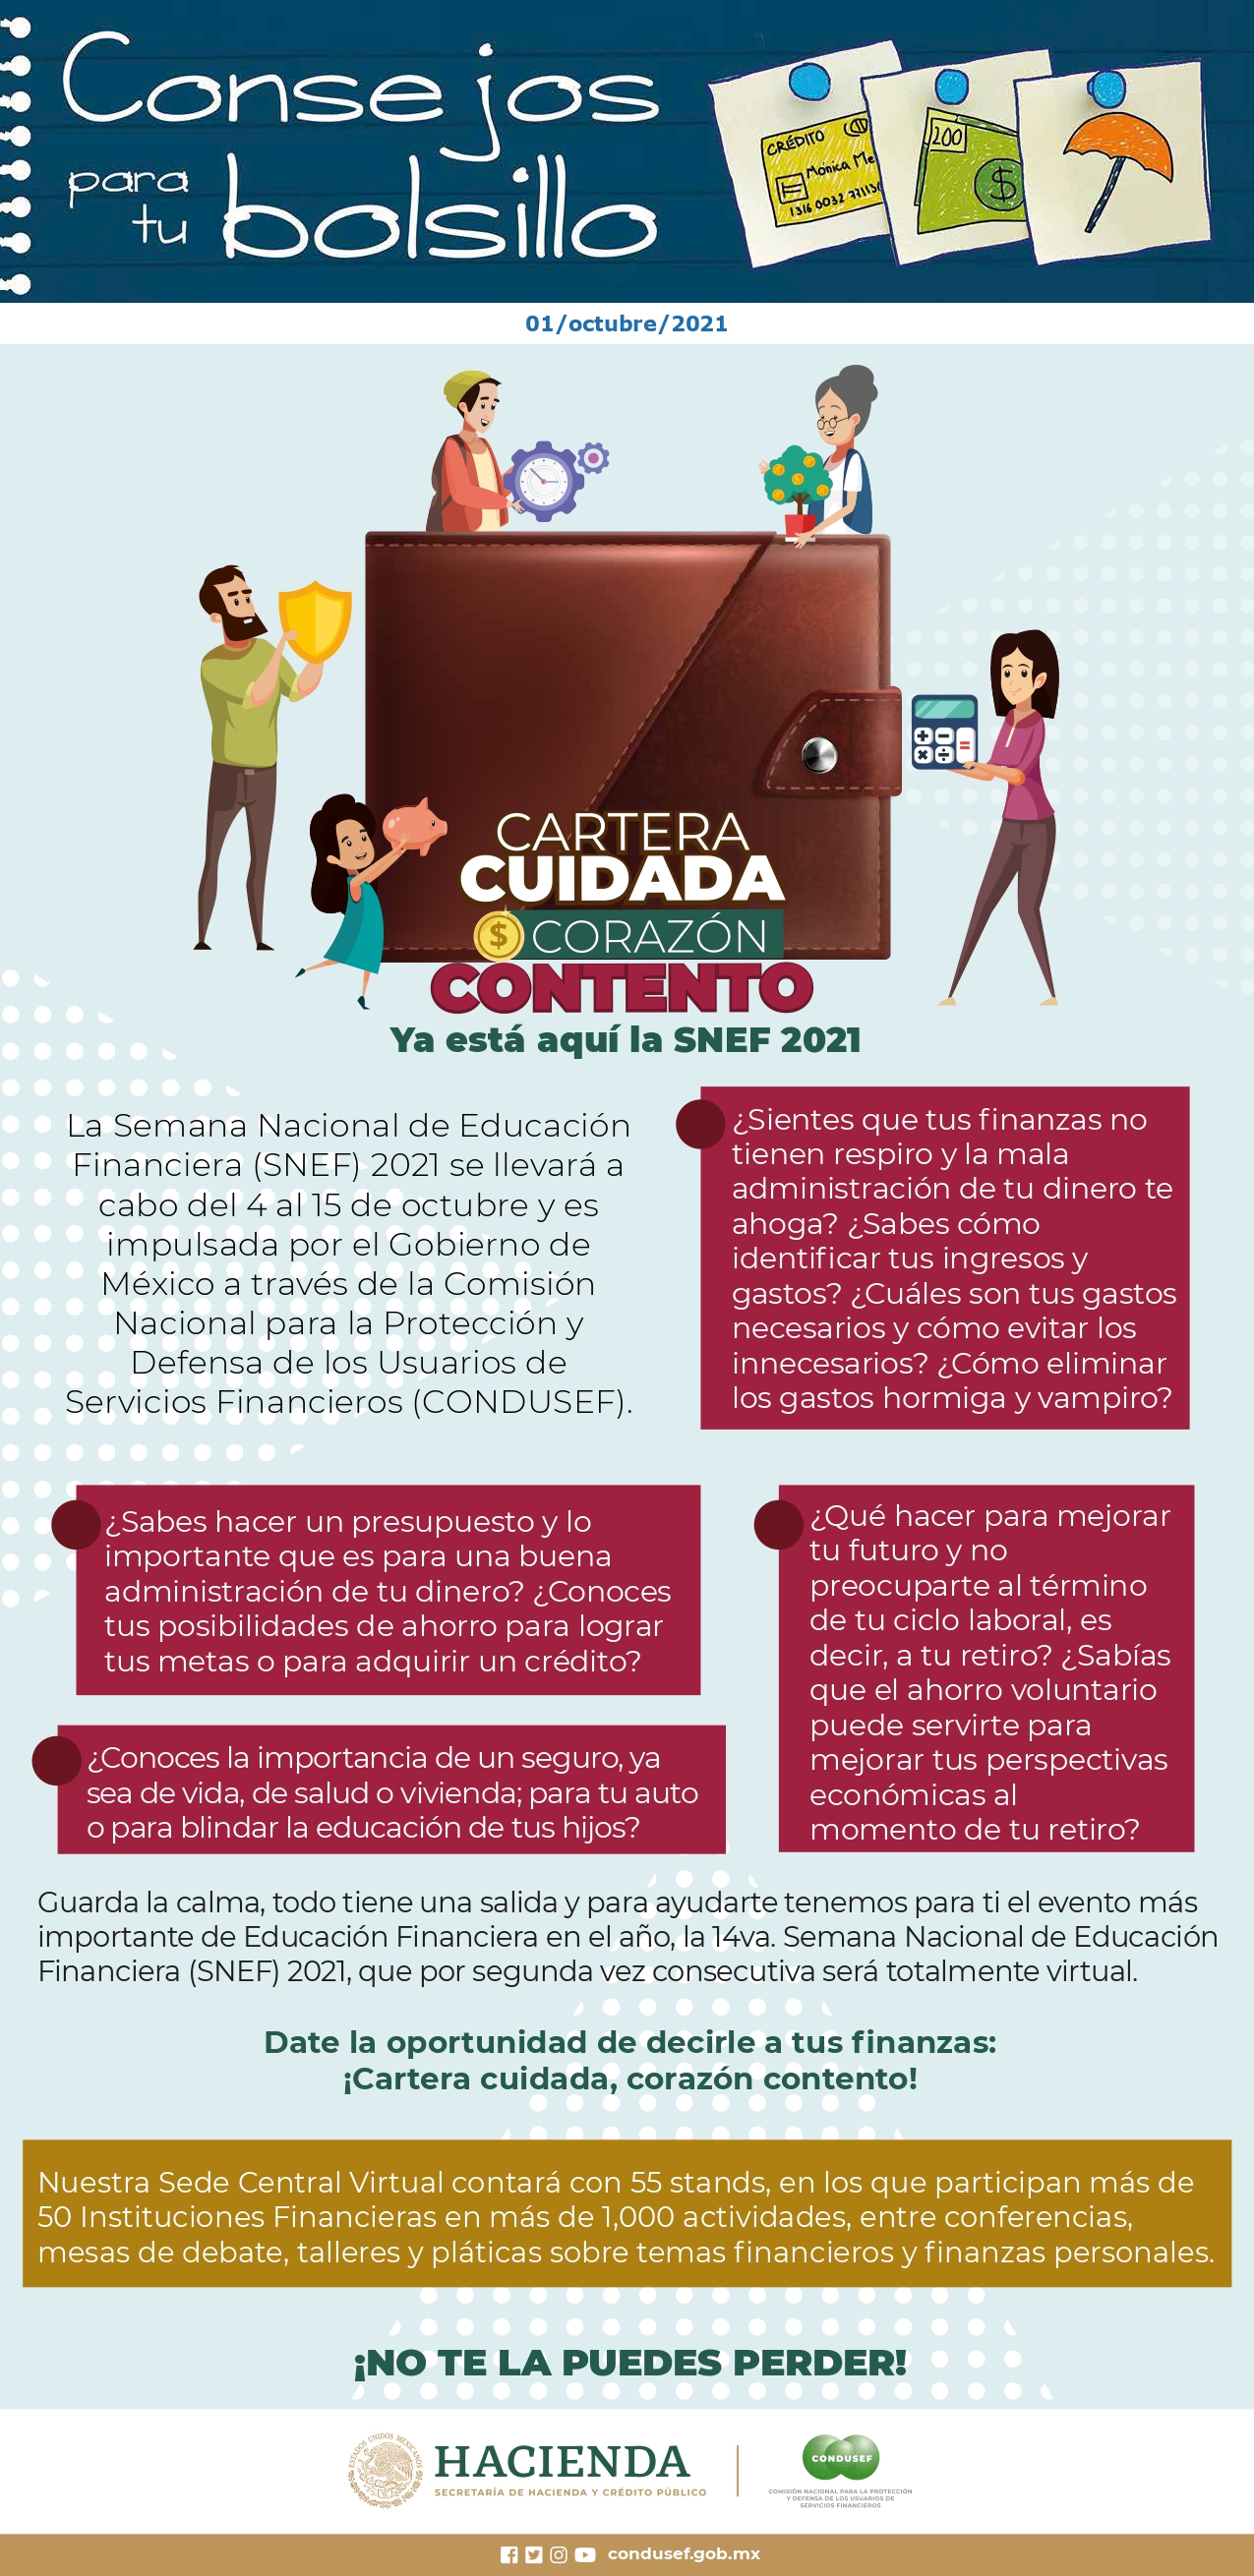 Consejos
para
tu bolsillo
CRÉDITO
Mónica Me
1316 0032 77113
200
$
01/octubre/2021
CARTERA
CUIDADA
$ CORAZÓN
CONTENTO
Ya está aquí la SNEF 2021
La Semana Nacional de Educación
Financiera (SNEF) 2021 se llevará a
cabo del 4 al 15 de octubre y es
impulsada por el Gobierno de
México a través de la Comisión
Nacional para la Protección y
Defensa de los Usuarios de
Servicios Financieros (CONDUSEF).
¿Sientes que tus finanzas no
tienen respiro y la mala
administración de tu dinero te
ahoga? ¿Sabes cómo
identificar tus ingresos y
gastos? ¿Cuáles son tus gastos
necesarios y cómo evitar los
innecesarios? ¿Cómo eliminar
los gastos hormiga y vampiro?
¿Sabes hacer un presupuesto y lo
importante que es para una buena
administración de tu dinero? ¿Conoces
tus posibilidades de ahorro para lograr
tus metas o para adquirir un crédito?
¿Qué hacer para mejorar
tu futuro y no
preocuparte al término
de tu ciclo laboral, es
decir, a tu retiro? ¿Sabías
que el ahorro voluntario
puede servirte para
mejorar tus perspectivas
económicas al
momento de tu retiro?
¿Conoces la importancia de un seguro, ya
sea de vida, de salud o vivienda; para tu auto
o para blindar la educación de tus hijos?
Guarda la calma, todo tiene una salida y para ayudarte tenemos para ti el evento más
importante de Educación Financiera en el año, la 14va. Semana Nacional de Educación
Financiera (SNEF) 2021, que por segunda vez consecutiva será totalmente virtual.
Date la oportunidad de decirle a tus finanzas:
¡Cartera cuidada, corazón contento!
Nuestra Sede Central Virtual contará con 55 stands, en los que participan más de
50 Instituciones Financieras en más de 1,000 actividades, entre conferencias,
mesas de debate, talleres y pláticas sobre temas financieros y finanzas personales.
¡NO TE LA PUEDES PERDER!
ESTADOS UNIDOS MEXICANOS
HACIENDA
SECRETARÍA DE HACIENDA Y CRÉDITO PÚBLICO
CONDUSEF
COMISIÓN NACIONAL PARA LA PROTECCIÓN
Y DEFENSA DE LOS USUARIOS DE
SERVICIOS FINANCIEROS
condusef.gob.mx